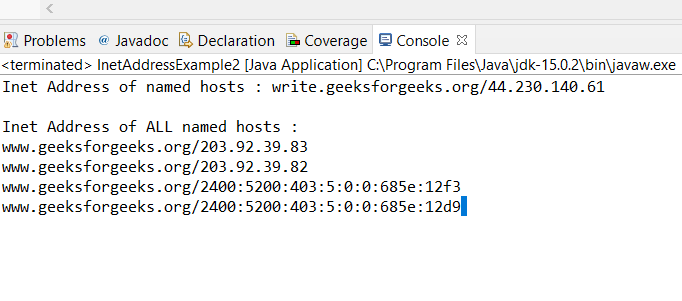 Problems @ Javadoc Declaration Coverage Console
<terminated> InetAddressExample2 [Java Application] C:\Program Files\Java\jdk-15.0.2\bin\javaw.exe
Inet Address of named hosts : write.geeksforgeeks.org/44.230.140.61
Inet Address of ALL named hosts :
www.geeksforgeeks.org/203.92.39.83
www.geeksforgeeks.org/203.92.39.82
www.geeksforgeeks.org/2400:5200:403:5:0:0:685e:12f3
www.geeksforgeeks.org/2400:5200:403:5:0:0:685e:12d9